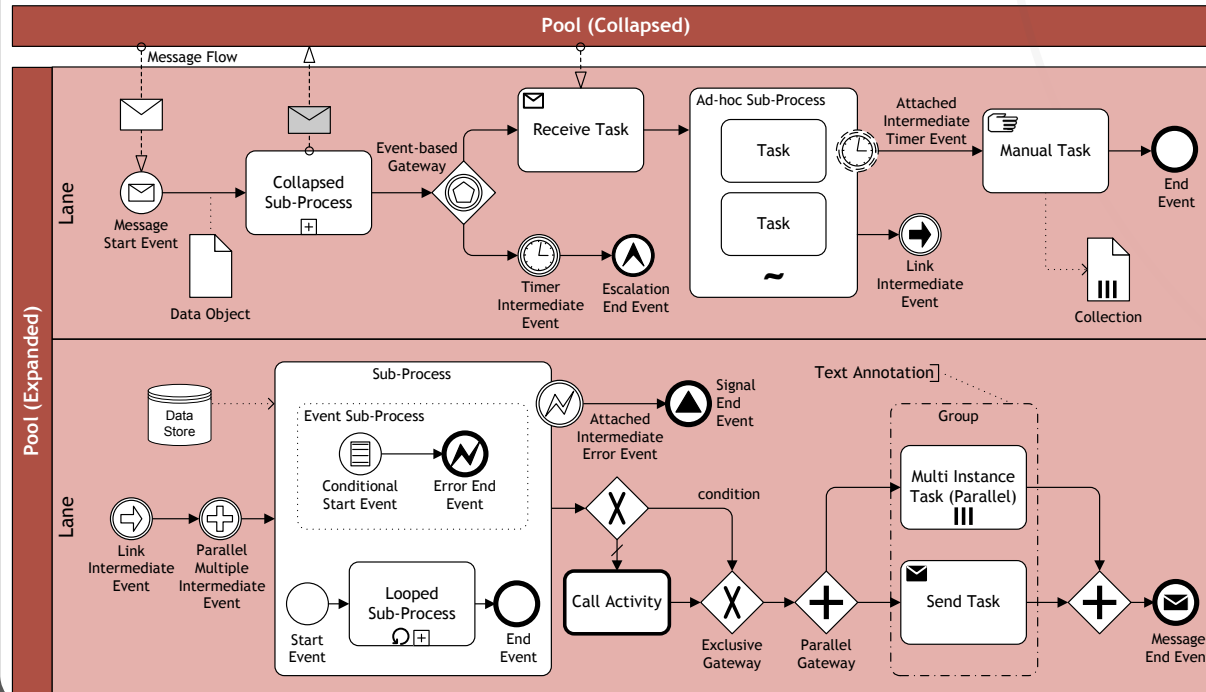 Pool (Collapsed)
Message Flow
Pool (Expanded)
Lane
Message
Start Event
Data Object
Collapsed
Sub-Process
Event-based
Gateway
Receive Task
Timer
Intermediate
Event
Escalation
End Event
Ad-hoc Sub-Process
Task
Task
Attached
Intermediate
Timer Event
Link
Intermediate
Event
Manual Task
End
Event
Collection
Lane
Data
Store
Link
Intermediate
Event
Parallel
Multiple
Intermediate
Event
Sub-Process
Event Sub-Process
Conditional
Start Event
Error End
Event
Start
Event
Looped
Sub-Process
End
Event
Attached
Intermediate
Error Event
Signal
End
Event
condition
Call Activity
Exclusive
Gateway
Parallel
Gateway
Text Annotation
Group
Multi Instance
Task (Parallel)
Send Task
Message
End Even